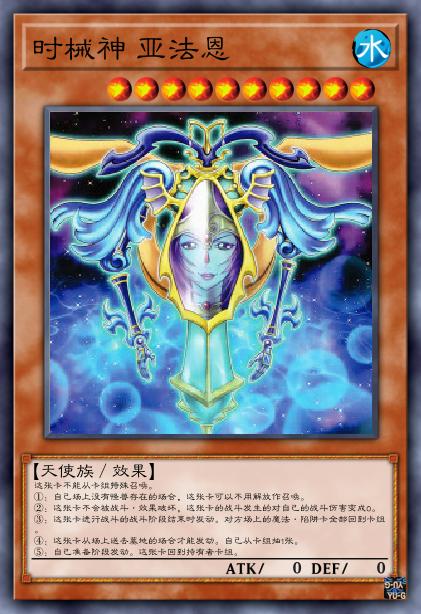 时械神 亚法恩
水
【天使族/效果】
这张卡不能从卡组特殊召唤。
①：自己场上没有怪兽存在的场合，这张卡可以不用解放作召唤。
②：这张卡不会被战斗·效果破坏，这张卡的战斗发生的对自己的战斗伤害变成0。
③：这张卡进行战斗的战斗阶段结束时发动。对方场上的魔法·陷阱卡全部回到卡组
。
④：这张卡从场上送去墓地的场合才能发动。自己从卡组抽1张。
⑤：自己准备阶段发动。这张卡回到持有者卡组。
ATK/ 0 DEF/ 0